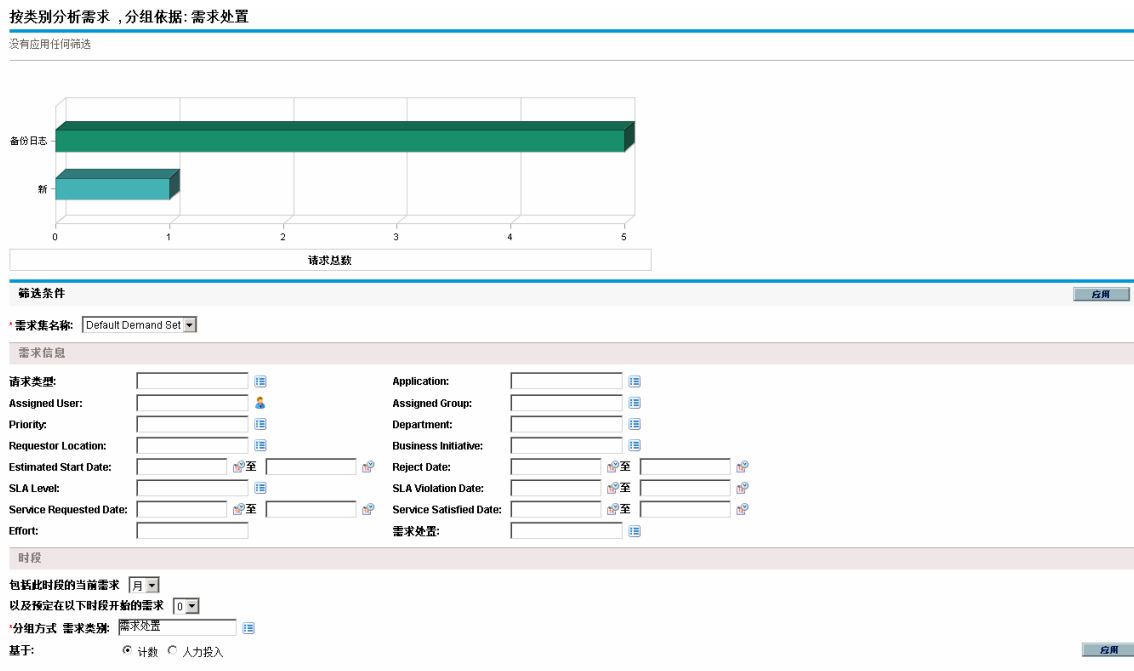 按类别分析需求 ,分组依据: 需求处置
没有应用任何筛选
备份日志
新
0 1 2 3 4 5
请求总数
筛选条件 应用
*需求集名称: Default Demand Set
需求信息
请求类型: Application:
Assigned User: Assigned Group:
Priority: Department:
Requestor Location: Business Initiative:
Estimated Start Date: 至 Reject Date: 至
SLA Level: SLA Violation Date: 至
Service Requested Date: 至 Service Satisfied Date: 至
Effort: 需求处置:
时段
包括此时段的当前需求 月
以及预定在以下时段开始的需求 0
*分组方式 需求类别: 需求处置
基于: 计数 人力投入 应用